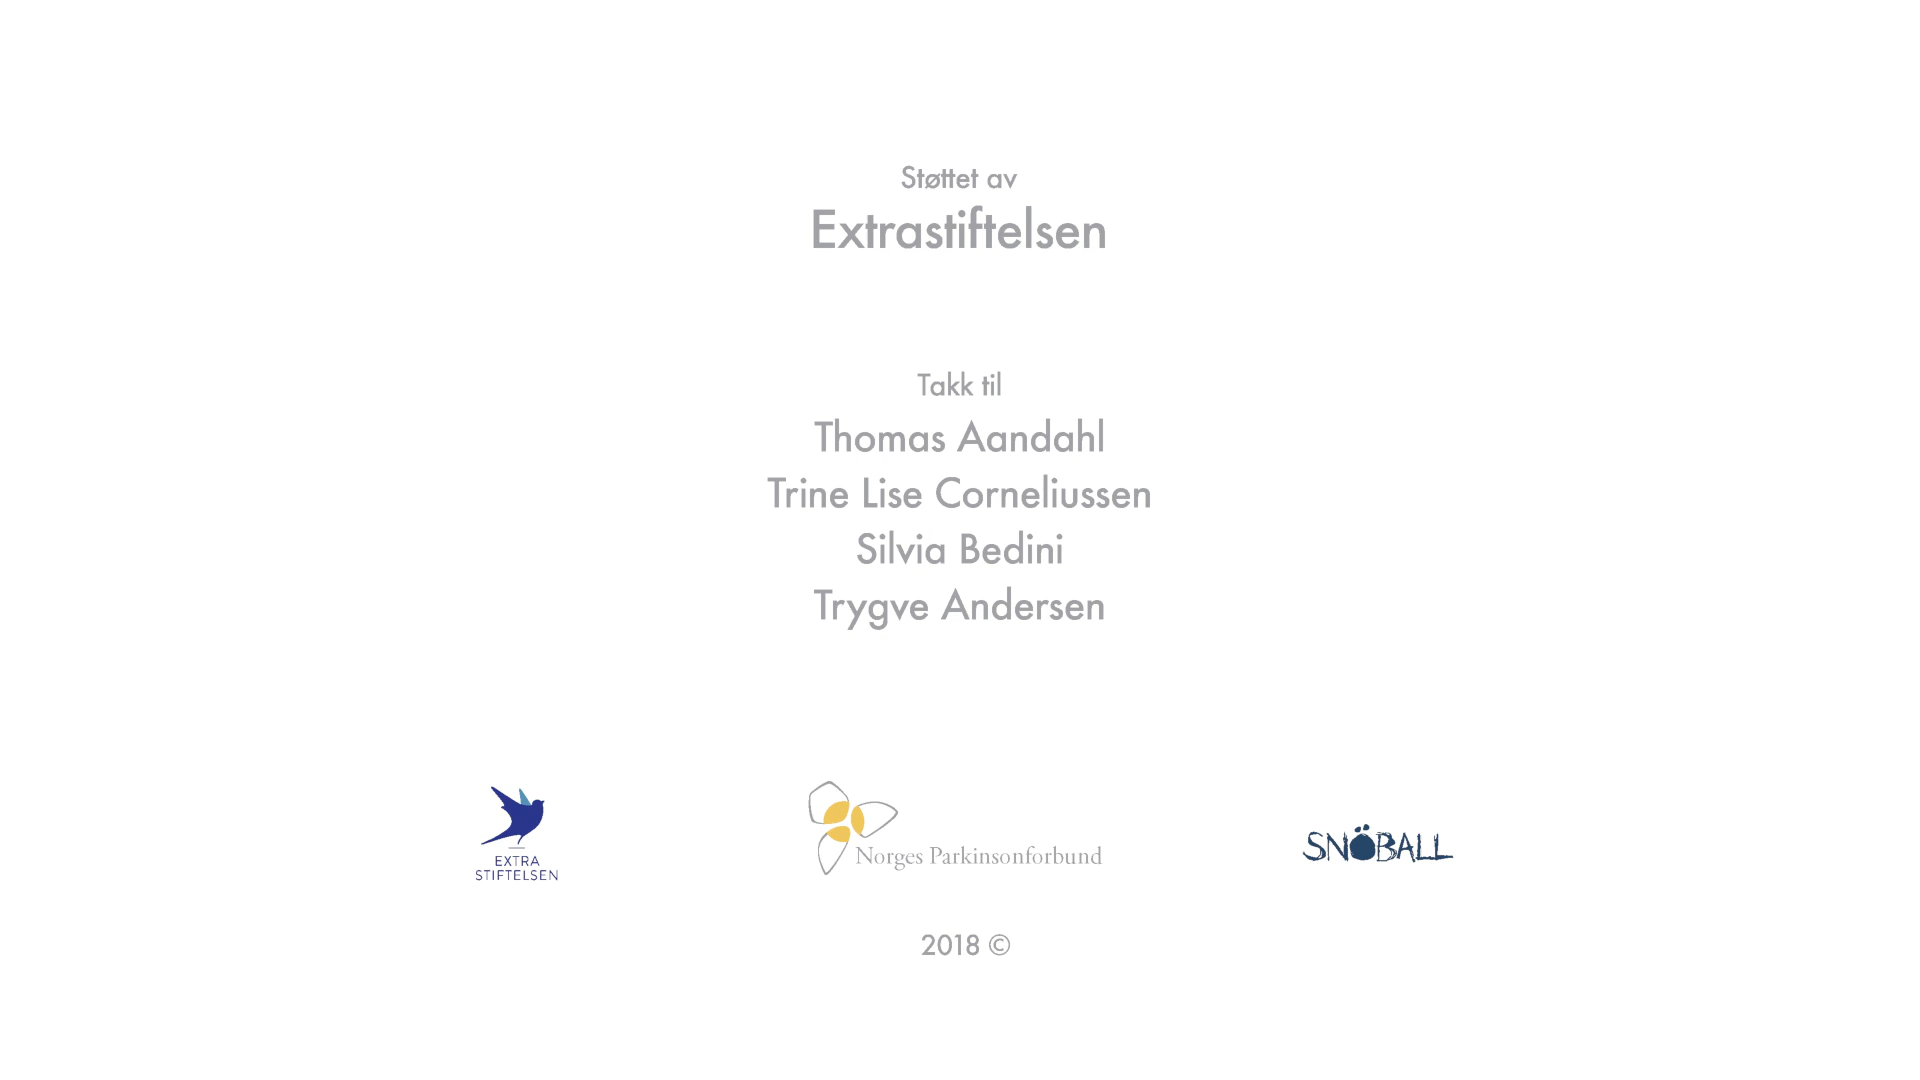 Støttet av
Extrastiftelsen
Takk til
Thomas Aandahl
Trine Lise Corneliussen
Silvia Bedini
Trygve Andersen
EXTRA
STIFTELSEN
Norges Parkinsonforbund
SNÖBALL
2018 ©